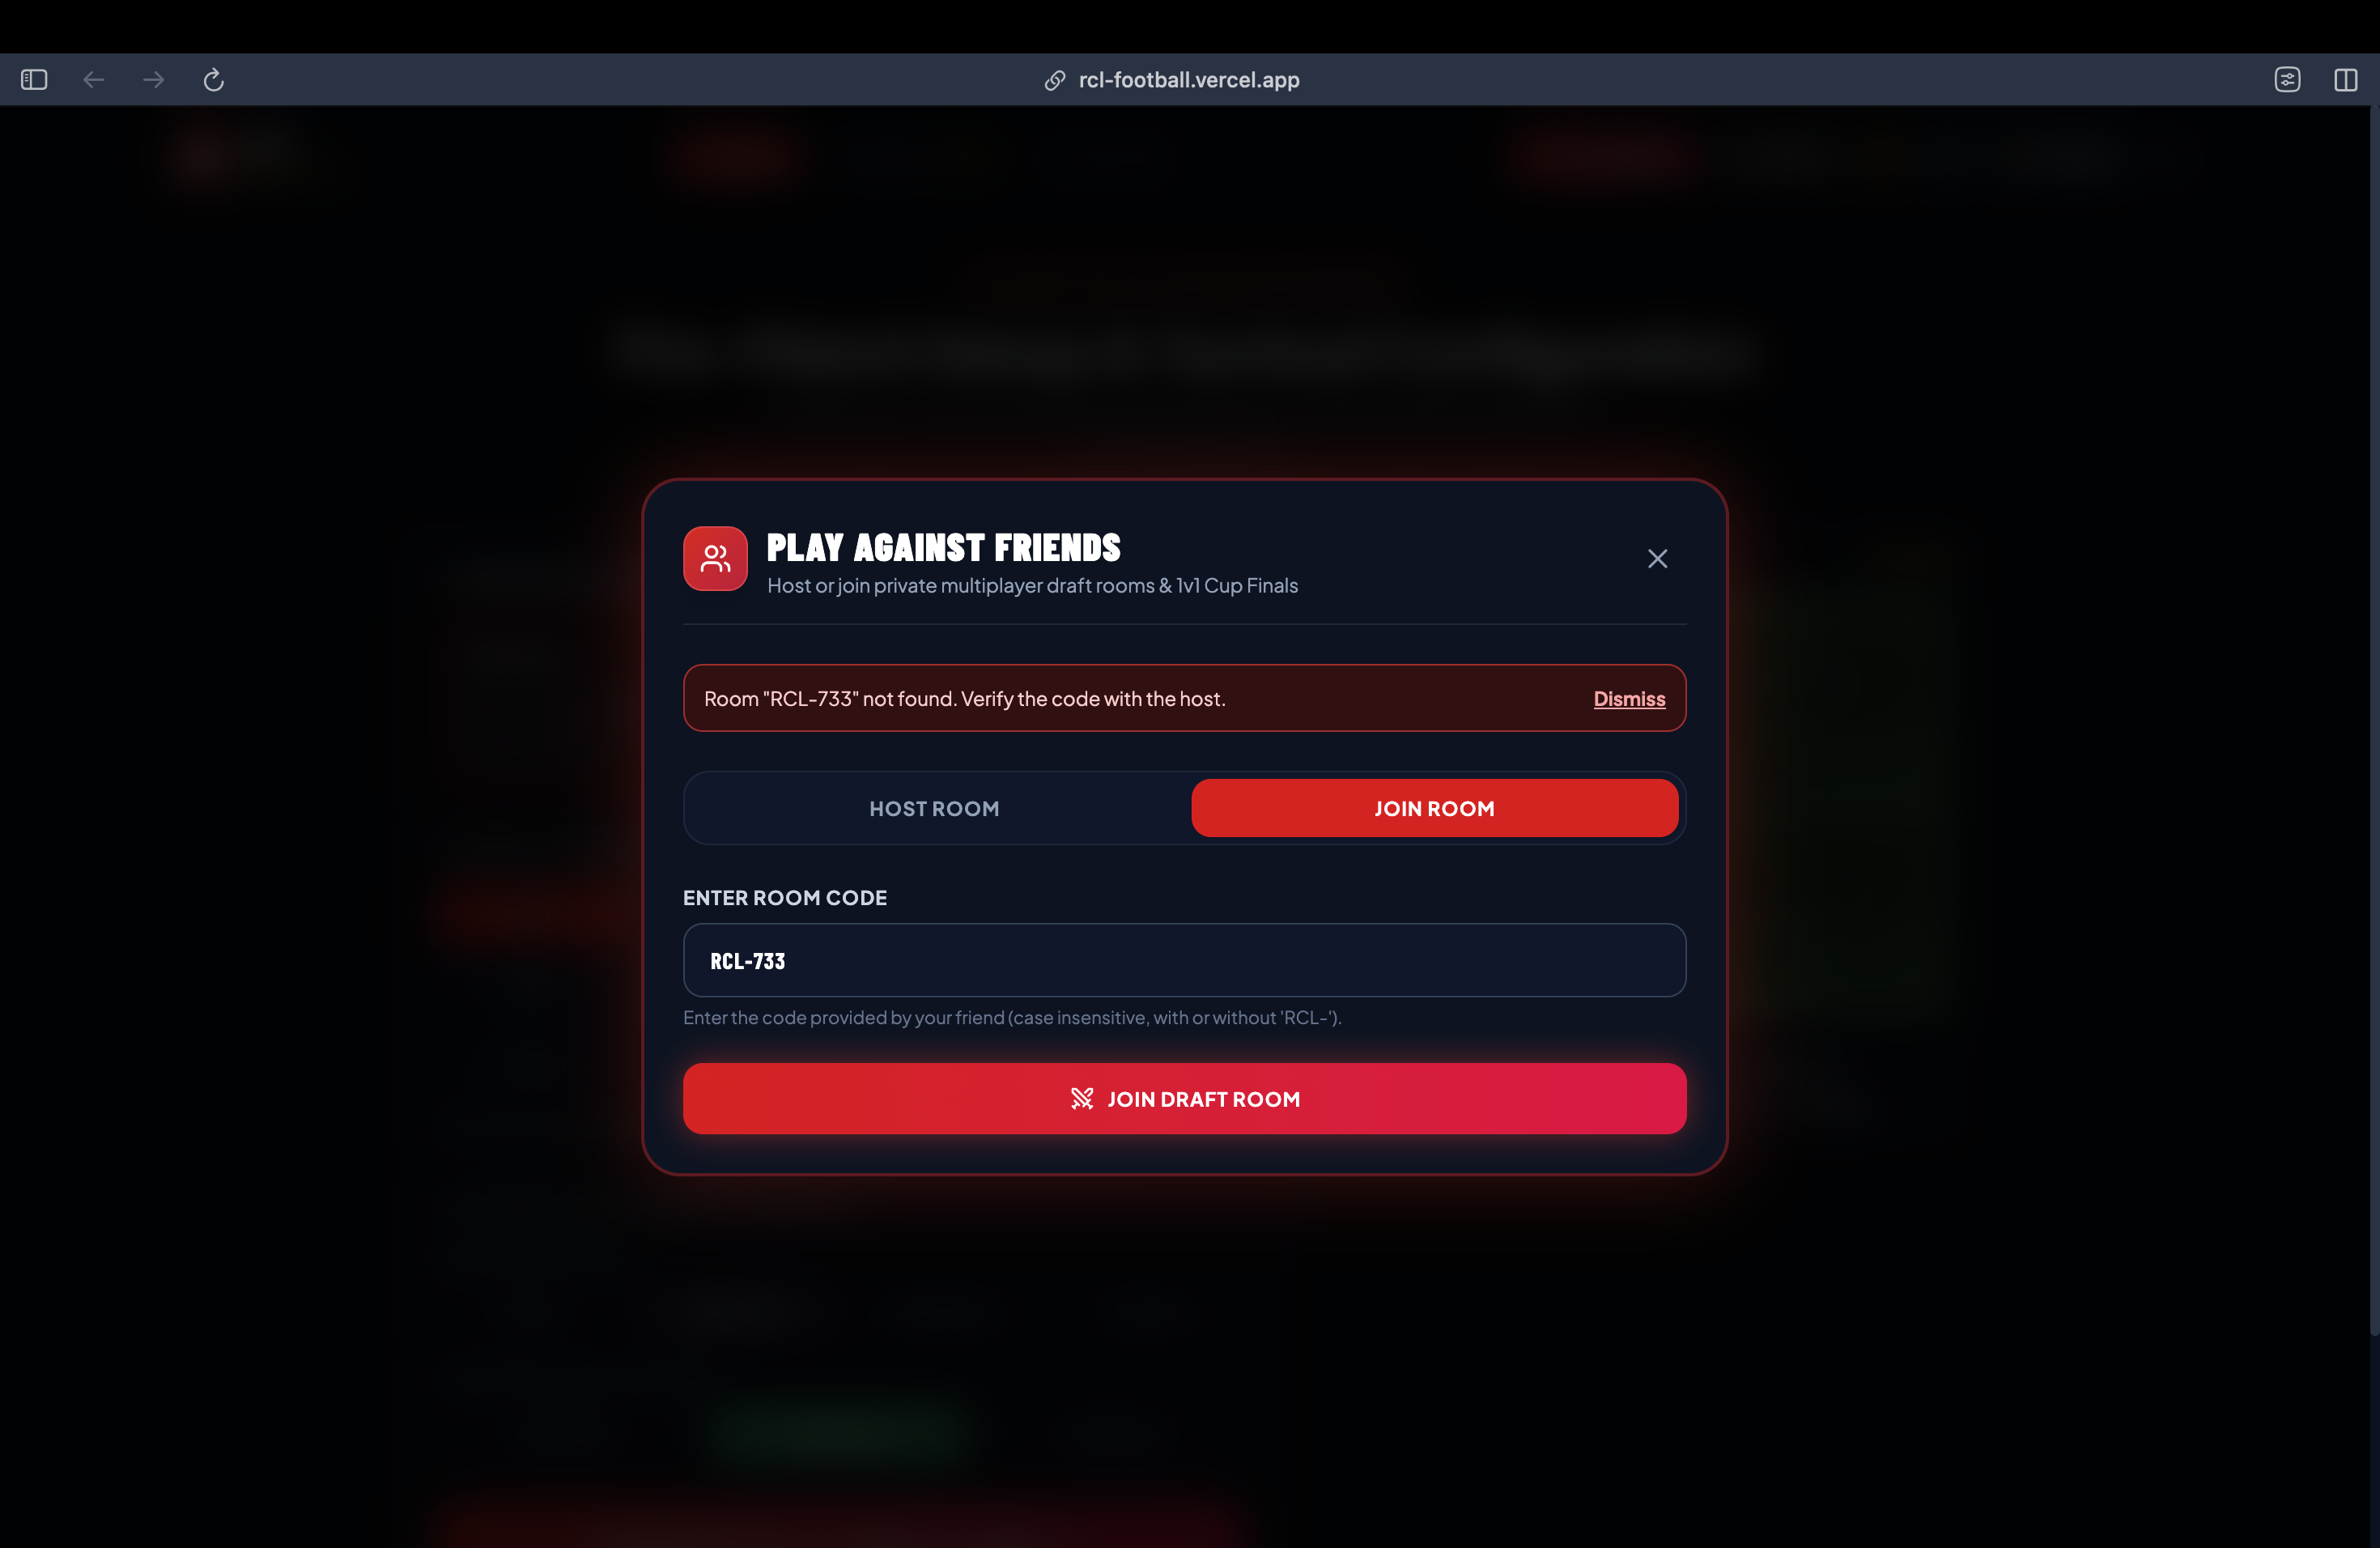 rcl-football.vercel.app
PLAY AGAINST FRIENDS
Host or join private multiplayer draft rooms & 1v1 Cup Finals
Room "RCL-733" not found. Verify the code with the host.
Dismiss
HOST ROOM
JOIN ROOM
ENTER ROOM CODE
RCL-733
Enter the code provided by your friend (case insensitive, with or without 'RCL-').
JOIN DRAFT ROOM